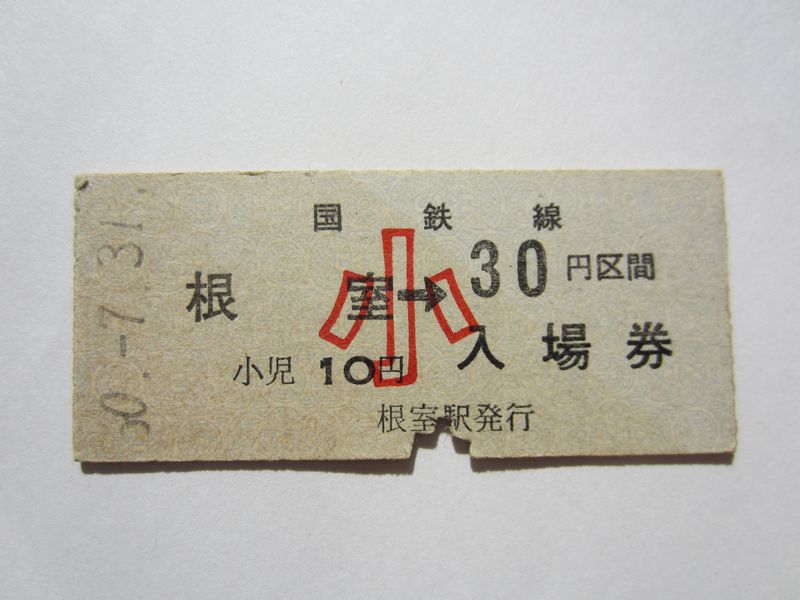 国鉄線
根室→30円区間
小
入場券
小児 10円
根室駅発行
50.-7.31.